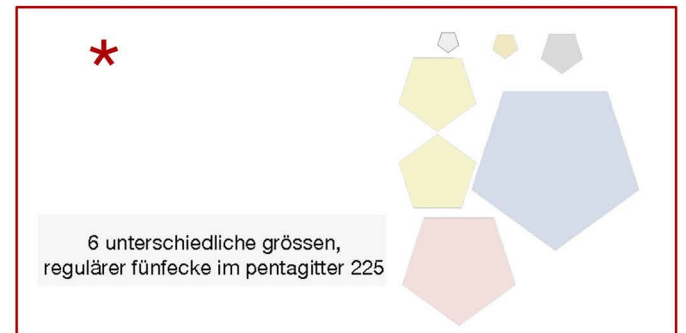 *
6 unterschiedliche grössen,
regulärer fünfecke im pentagitter 225